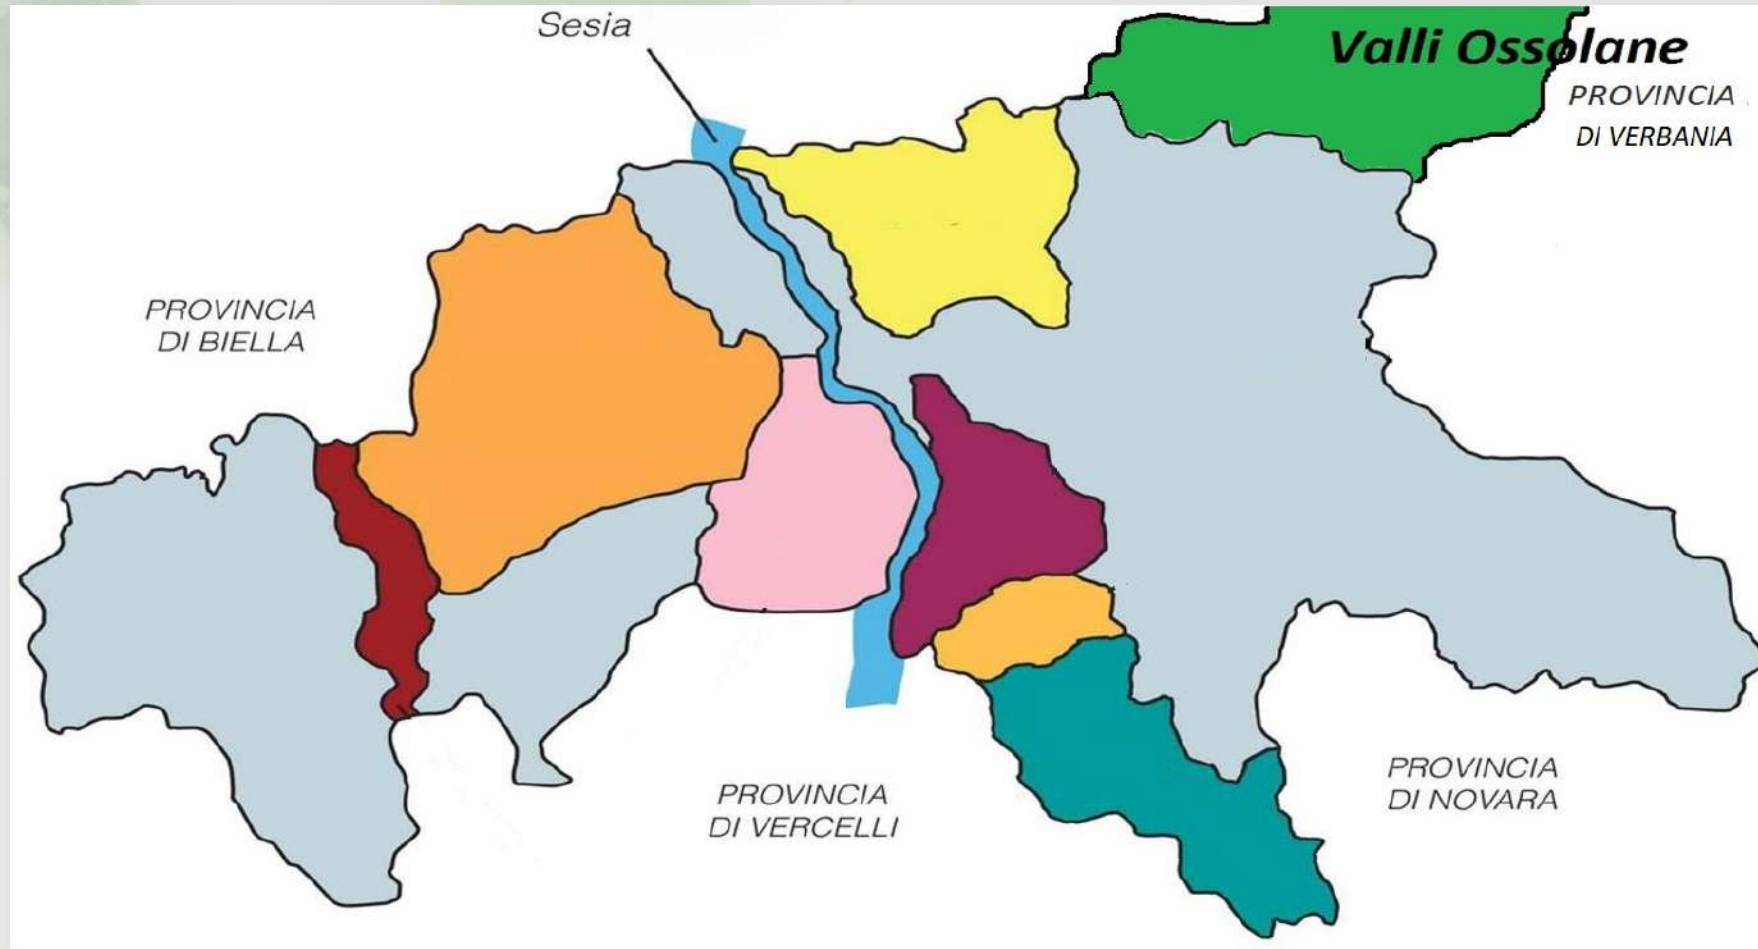 Sesia
Valli Ossolane
PROVINCIA
DI VERBANIA
PROVINCIA
DI BIELLA
PROVINCIA
DI VERCELLI
PROVINCIA
DI NOVARA